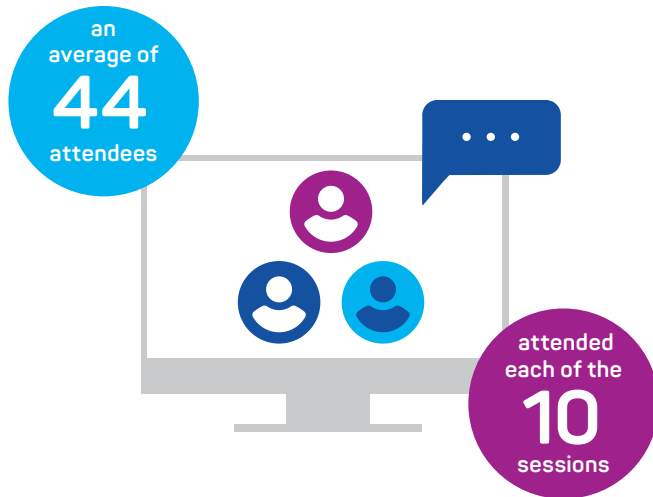 an
average of
44
attendees
attended
each of the
10
sessions